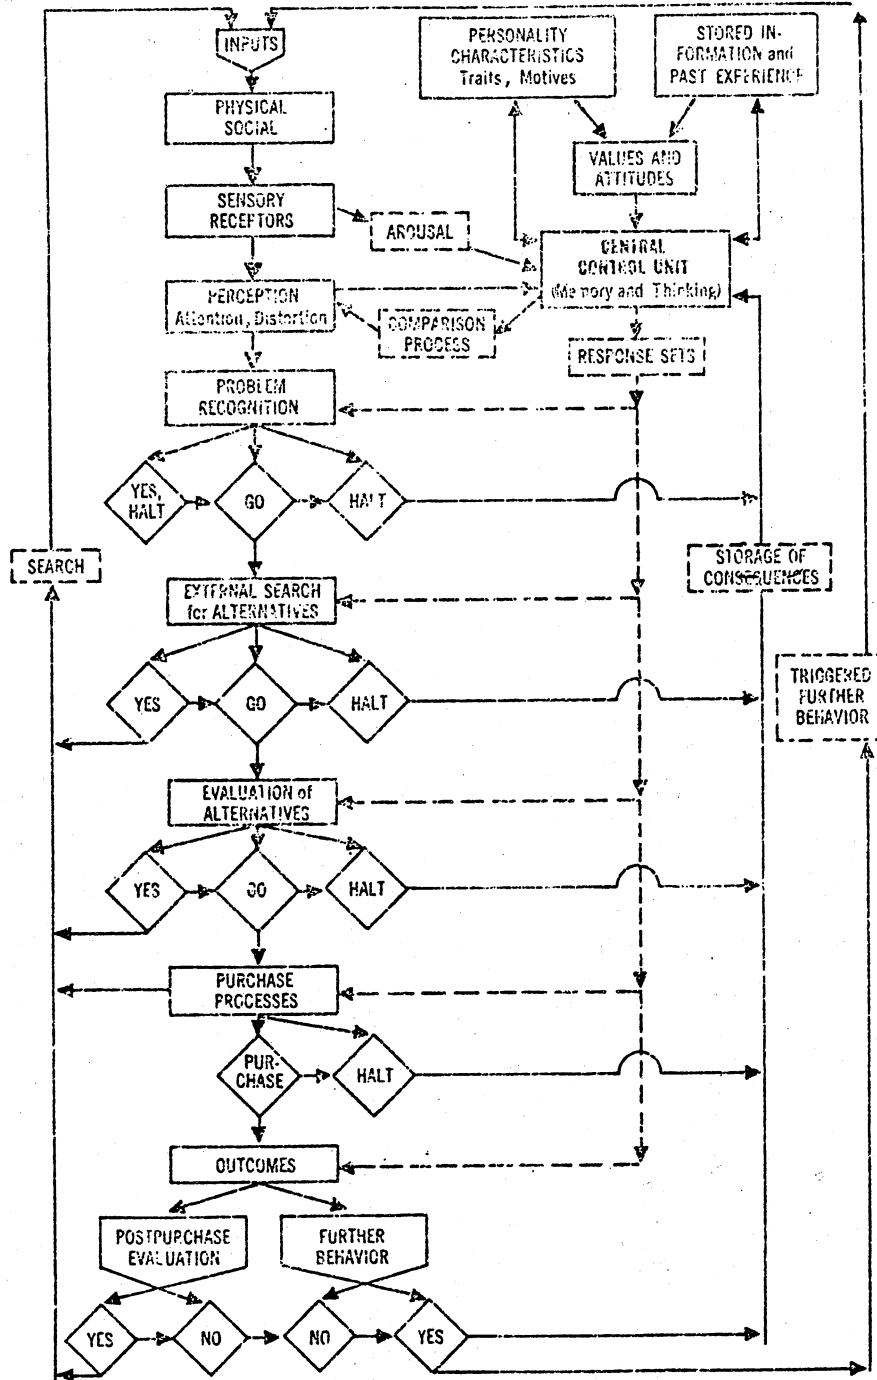 INPUTS
PERSONALITY
CHARACTERISTICS
Traits, Motives
STORED IN-
FORMATION and
PAST EXPERIENCE
PHYSICAL
SOCIAL
VALUES AND
ATTITUDES
SENSORY
RECEPTORS
AROUSAL
CENTRAL
CONTROL UNIT
(Memory and Thinking)
PERCEPTION
Attention, Distortion
COMPARISON
PROCESS
RESPONSE SETS
PROBLEM
RECOGNITION
YES,
HALT
GO
HALT
SEARCH
STORAGE OF
CONSEQUENCES
EXTERNAL SEARCH
for ALTERNATIVES
YES
GO
HALT
TRIGGERED
FURTHER
BEHAVIOR
EVALUATION of
ALTERNATIVES
YES
GO
HALT
PURCHASE
PROCESSES
PUR-
CHASE
HALT
OUTCOMES
POSTPURCHASE
EVALUATION
FURTHER
BEHAVIOR
YES
NO
NO
YES